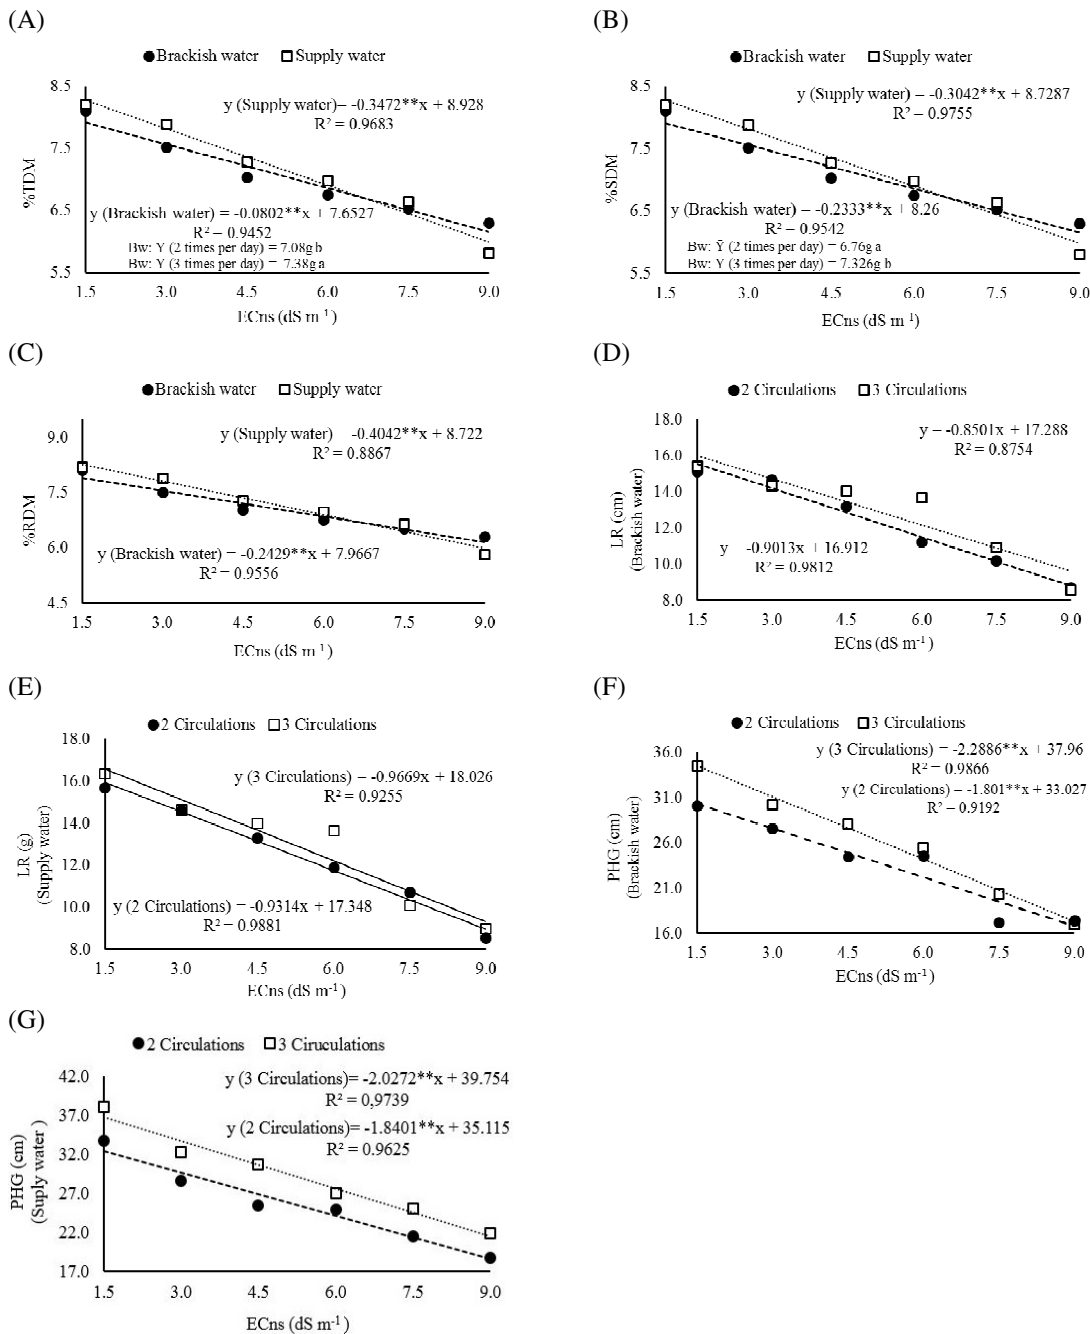 (A)
Brackish water Supply water
8.5
7.5
6.5
5.5
%TDM
y (Supply water)= -0.3472**x + 8.928
R² = 0.9683
y (Brackish water) = -0.0802**x + 7.6527
R² = 0.9452
Bw: Y (2 times per day) = 7.08g b
Bw: Y (3 times per day) = 7.38g a
1.5 3.0 4.5 6.0 7.5 9.0
ECns (dS m⁻¹)
(B)
Brackish water Supply water
8.5
7.5
6.5
5.5
%SDM
y (Supply water) = -0.3042**x + 8.7287
R² = 0.9755
y (Brackish water) = -0.2333**x + 8.26
R² = 0.9542
Bw: Ȳ (2 times per day) = 6.76g a
Bw: Y (3 times per day) = 7.326g b
1.5 3.0 4.5 6.0 7.5 9.0
ECns (dS m⁻¹)
(C)
Brackish water Supply water
9.0
7.5
6.0
4.5
%RDM
y (Supply water) -0.4042**x + 8.722
R² = 0.8867
y (Brackish water) = -0.2429**x + 7.9667
R² = 0.9556
1.5 3.0 4.5 6.0 7.5 9.0
ECns (dS m⁻¹)
(D)
2 Circulations 3 Circulations
18.0
16.0
14.0
12.0
10.0
8.0
LR (cm)
(Brackish water)
y = -0.8501x + 17.288
R² = 0.8754
y -0.9013x + 16.912
R² = 0.9812
1.5 3.0 4.5 6.0 7.5 9.0
ECns (dS m⁻¹)
(E)
2 Circulations 3 Circulations
18.0
16.0
14.0
12.0
10.0
8.0
LR (g)
(Supply water)
y (3 Circulations) = -0.9669x + 18.026
R² = 0.9255
y (2 Circulations) = -0.9314x + 17.348
R² = 0.9881
1.5 3.0 4.5 6.0 7.5 9.0
ECns (dS m⁻¹)
(F)
2 Circulations 3 Circulations
36.0
31.0
26.0
21.0
16.0
PHG (cm)
(Brackish water)
y (3 Circulations) = -2.2886**x + 37.96
R² = 0.9866
y (2 Circulations) = -1.801**x + 33.027
R² = 0.9192
1.5 3.0 4.5 6.0 7.5 9.0
ECns (dS m⁻¹)
(G)
2 Circulations 3 Ciruculations
42.0
37.0
32.0
27.0
22.0
17.0
PHG (cm)
(Suply water )
y (3 Circulations)= -2.0272**x + 39.754
R² = 0,9739
y (2 Circulations)= -1.8401**x + 35.115
R² = 0.9625
1.5 3.0 4.5 6.0 7.5 9.0
ECns (dS m⁻¹)